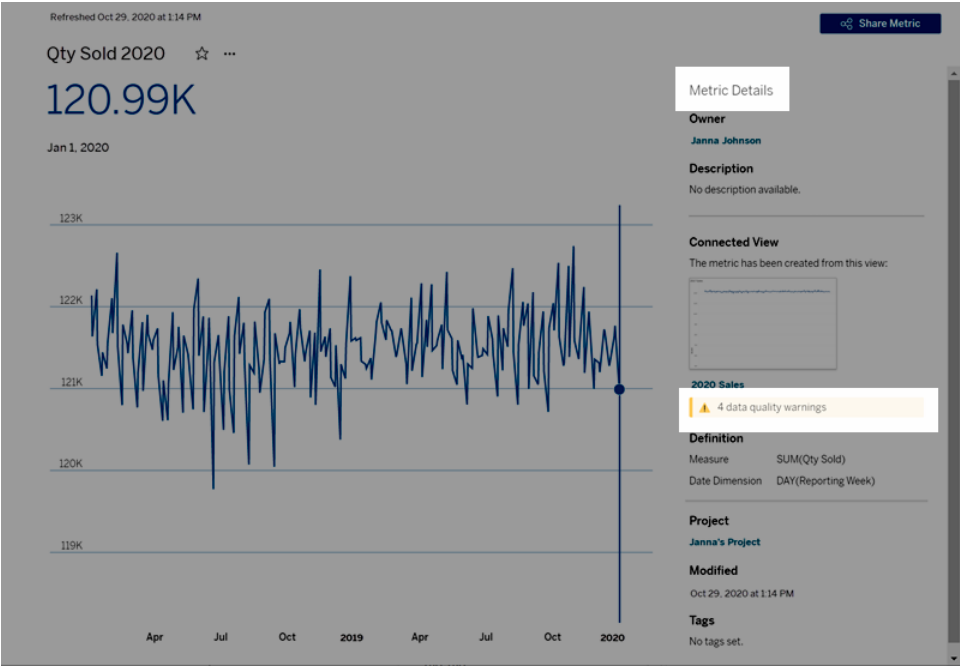 Refreshed Oct 29, 2020 at 1:14 PM
Share Metric
Qty Sold 2020
120.99K
Jan 1, 2020
123K
122K
121K
120K
119K
Apr Jul Oct 2019 Apr Jul Oct 2020
Metric Details
Owner
Janna Johnson
Description
No description available.
Connected View
The metric has been created from this view:
2020 Sales
4 data quality warnings
Definition
Measure SUM(Qty Sold)
Date Dimension DAY(Reporting Week)
Project
Janna's Project
Modified
Oct 29, 2020 at 1:14 PM
Tags
No tags set.